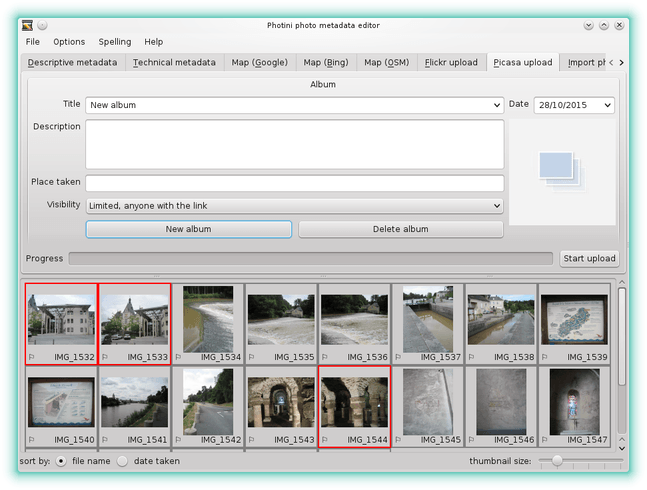 Photini photo metadata editor
File Options Spelling Help
Descriptive metadata Technical metadata Map (Google) Map (Bing) Map (OSM) Flickr upload Picasa upload Import ph
Album
Title New album Date 28/10/2015
Description
Place taken
Visibility Limited, anyone with the link
New album Delete album
Progress Start upload
IMG_1532 IMG_1533 IMG_1534 IMG_1535 IMG_1536 IMG_1537 IMG_1538 IMG_1539
IMG_1540 IMG_1541 IMG_1542 IMG_1543 IMG_1544 IMG_1545 IMG_1546 IMG_1547
sort by: file name date taken thumbnail size: